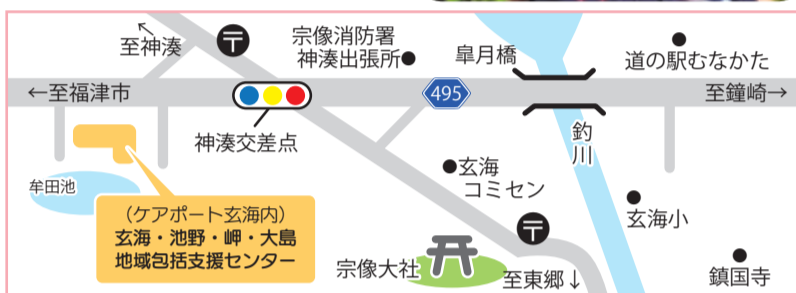 至神湊
〒
宗像消防署
神湊出張所
皐月橋
道の駅むなかた
←至福津市
495
至鐘崎→
神湊交差点
釣川
玄海
コミセン
牟田池
(ケアポート玄海内)
玄海・池野・岬・大島
地域包括支援センター
玄海小
〒
宗像大社
至東郷↓
鎮国寺